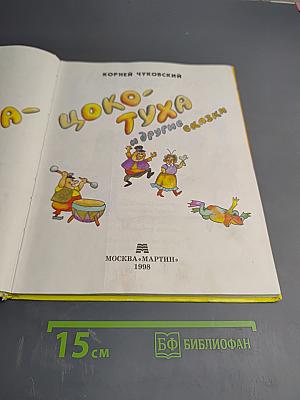 КОРНЕЙ ЧУКОВСКИЙ
А-
ЦОКО-
ТУХА
и другие сказки
МОСКВА «МАРТИН»
1998
15 см
БФ БИБЛИОФАН